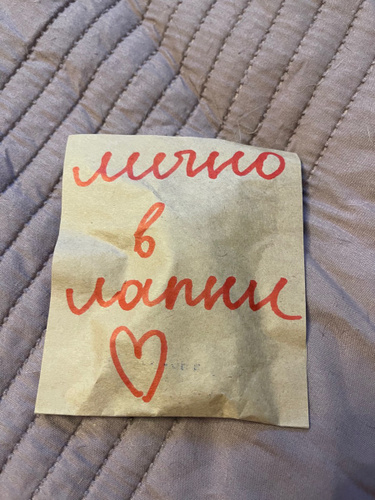 лично
в
лапки